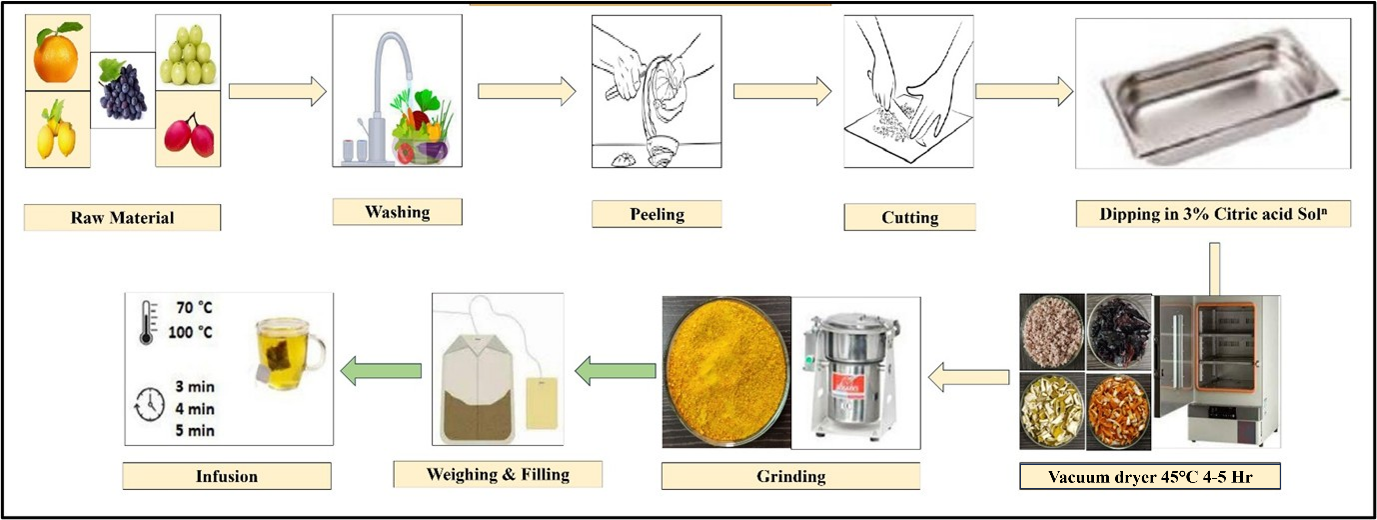 Raw Material
Washing
Peeling
Cutting
Dipping in 3% Citric acid Solⁿ
70 °C
100 °C
3 min
4 min
5 min
Infusion
Weighing & Filling
Grinding
Vacuum dryer 45°C 4-5 Hr